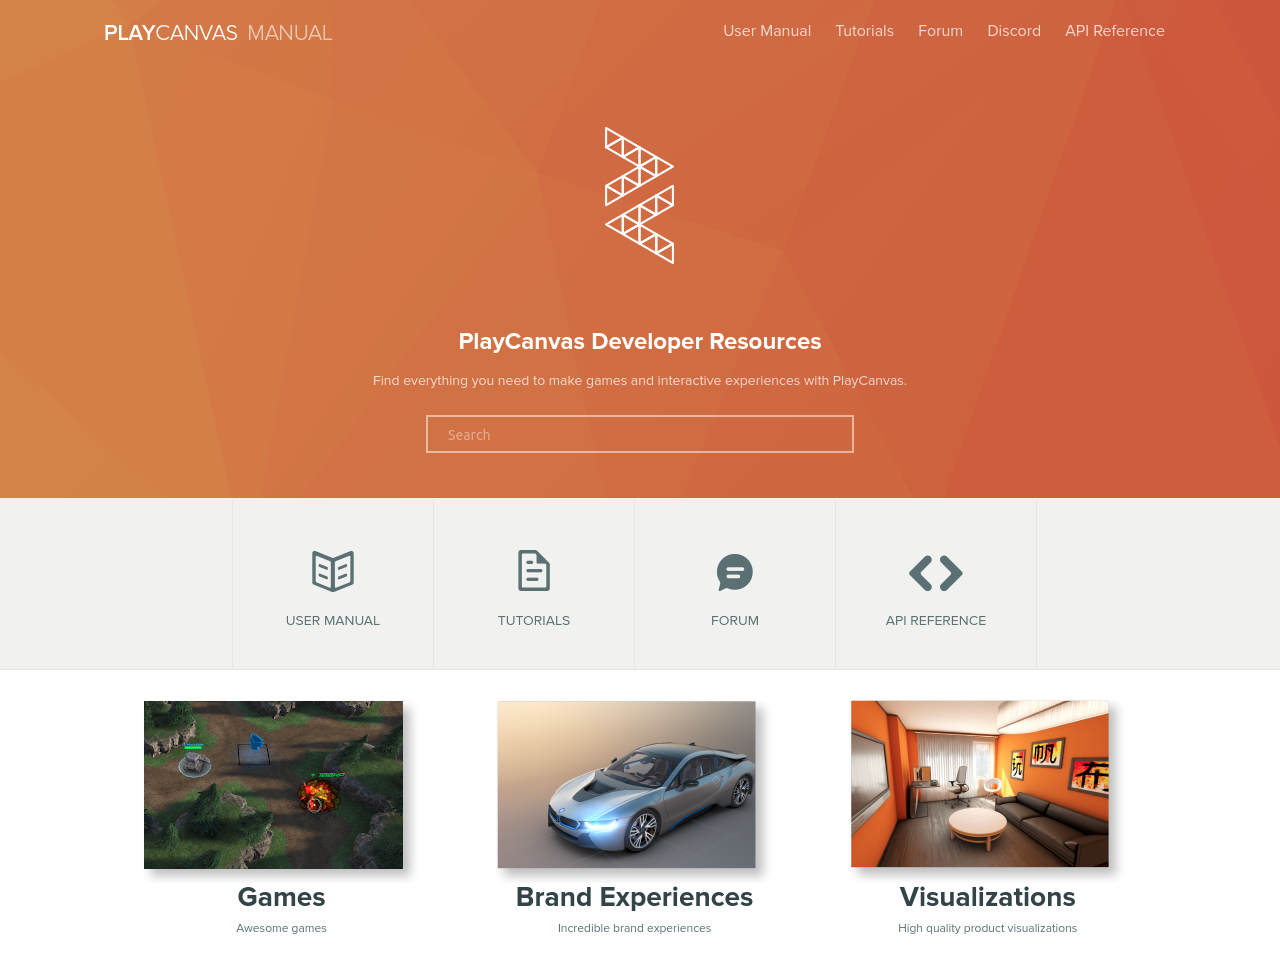 PLAYCANVAS MANUAL
User Manual Tutorials Forum Discord API Reference
PlayCanvas Developer Resources
Find everything you need to make games and interactive experiences with PlayCanvas.
Search
USER MANUAL TUTORIALS FORUM API REFERENCE
Games Brand Experiences Visualizations
Awesome games Incredible brand experiences High quality product visualizations